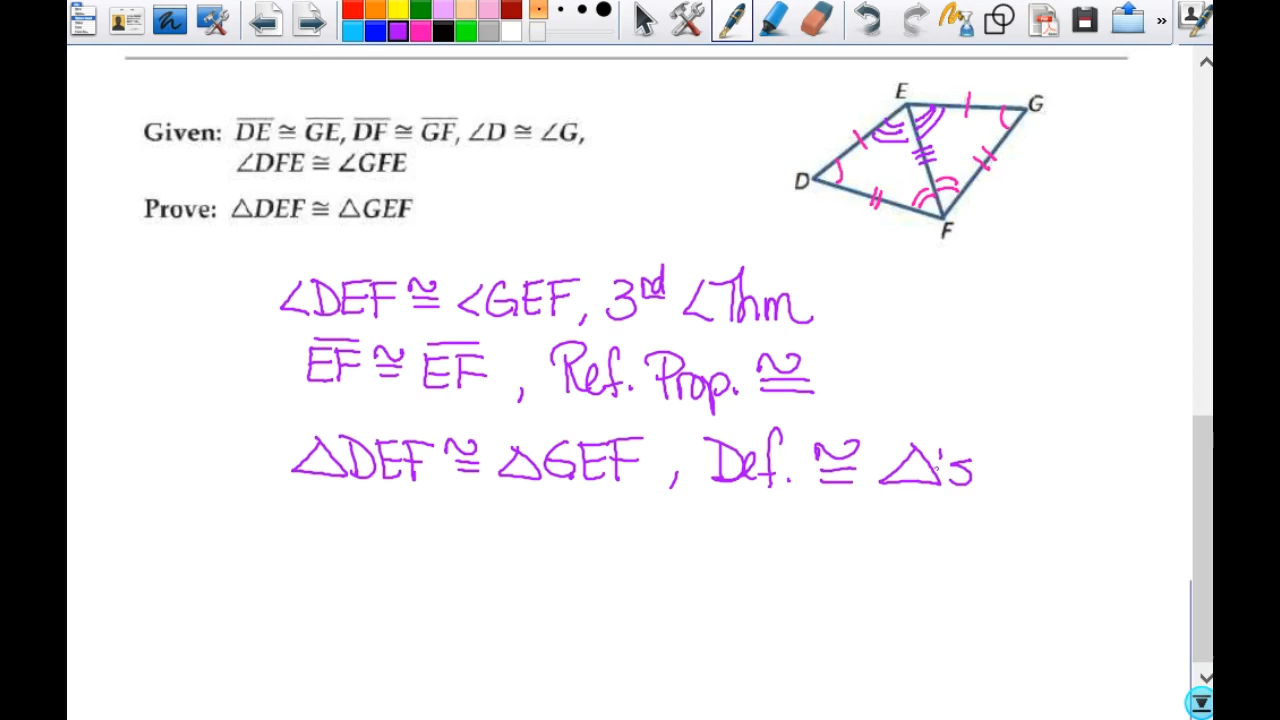 Given: DE ≅ GE, DF ≅ GF, ∠D ≅ ∠G,
∠DFE ≅ ∠GFE
Prove: △DEF ≅ △GEF
E
G
D
F
∠DEF ≅ ∠GEF, 3rd ∠Thm
EF ≅ EF, Ref. Prop. ≅
△DEF ≅ △GEF, Def. ≅ △'s